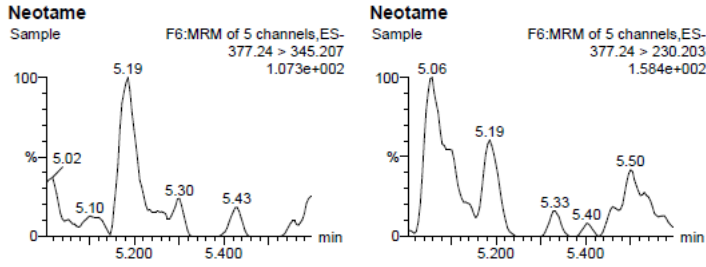 Neotame
Sample
F6:MRM of 5 channels,ES-
377.24 > 345.207
1.073e+002
100
%
0
5.02
5.10
5.19
5.30
5.43
5.200
5.400
min
Neotame
Sample
F6:MRM of 5 channels,ES-
377.24 > 230.203
1.584e+002
100
%
0
5.06
5.19
5.33
5.40
5.50
5.200
5.400
min